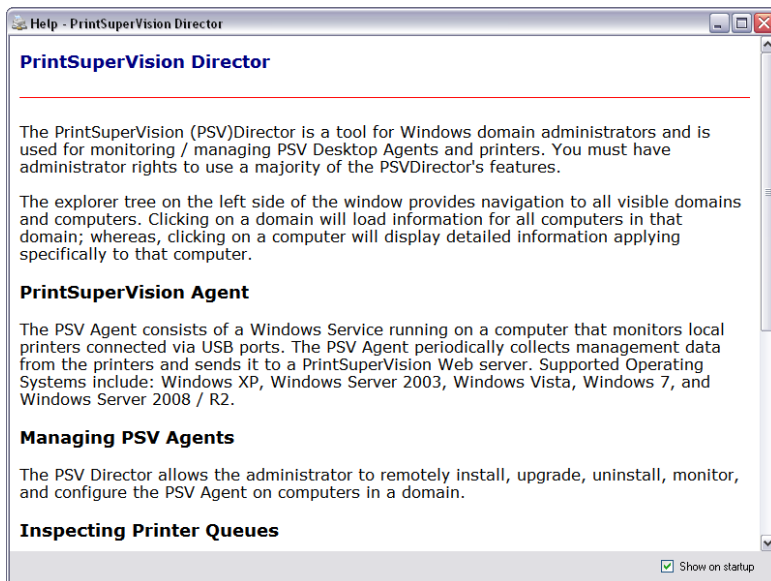 Help - PrintSuperVision Director
PrintSuperVision Director
The PrintSuperVision (PSV)Director is a tool for Windows domain administrators and is
used for monitoring / managing PSV Desktop Agents and printers. You must have
administrator rights to use a majority of the PSVDirector's features.
The explorer tree on the left side of the window provides navigation to all visible domains
and computers. Clicking on a domain will load information for all computers in that
domain; whereas, clicking on a computer will display detailed information applying
specifically to that computer.
PrintSuperVision Agent
The PSV Agent consists of a Windows Service running on a computer that monitors local
printers connected via USB ports. The PSV Agent periodically collects management data
from the printers and sends it to a PrintSuperVision Web server. Supported Operating
Systems include: Windows XP, Windows Server 2003, Windows Vista, Windows 7, and
Windows Server 2008 / R2.
Managing PSV Agents
The PSV Director allows the administrator to remotely install, upgrade, uninstall, monitor,
and configure the PSV Agent on computers in a domain.
Inspecting Printer Queues
Show on startup